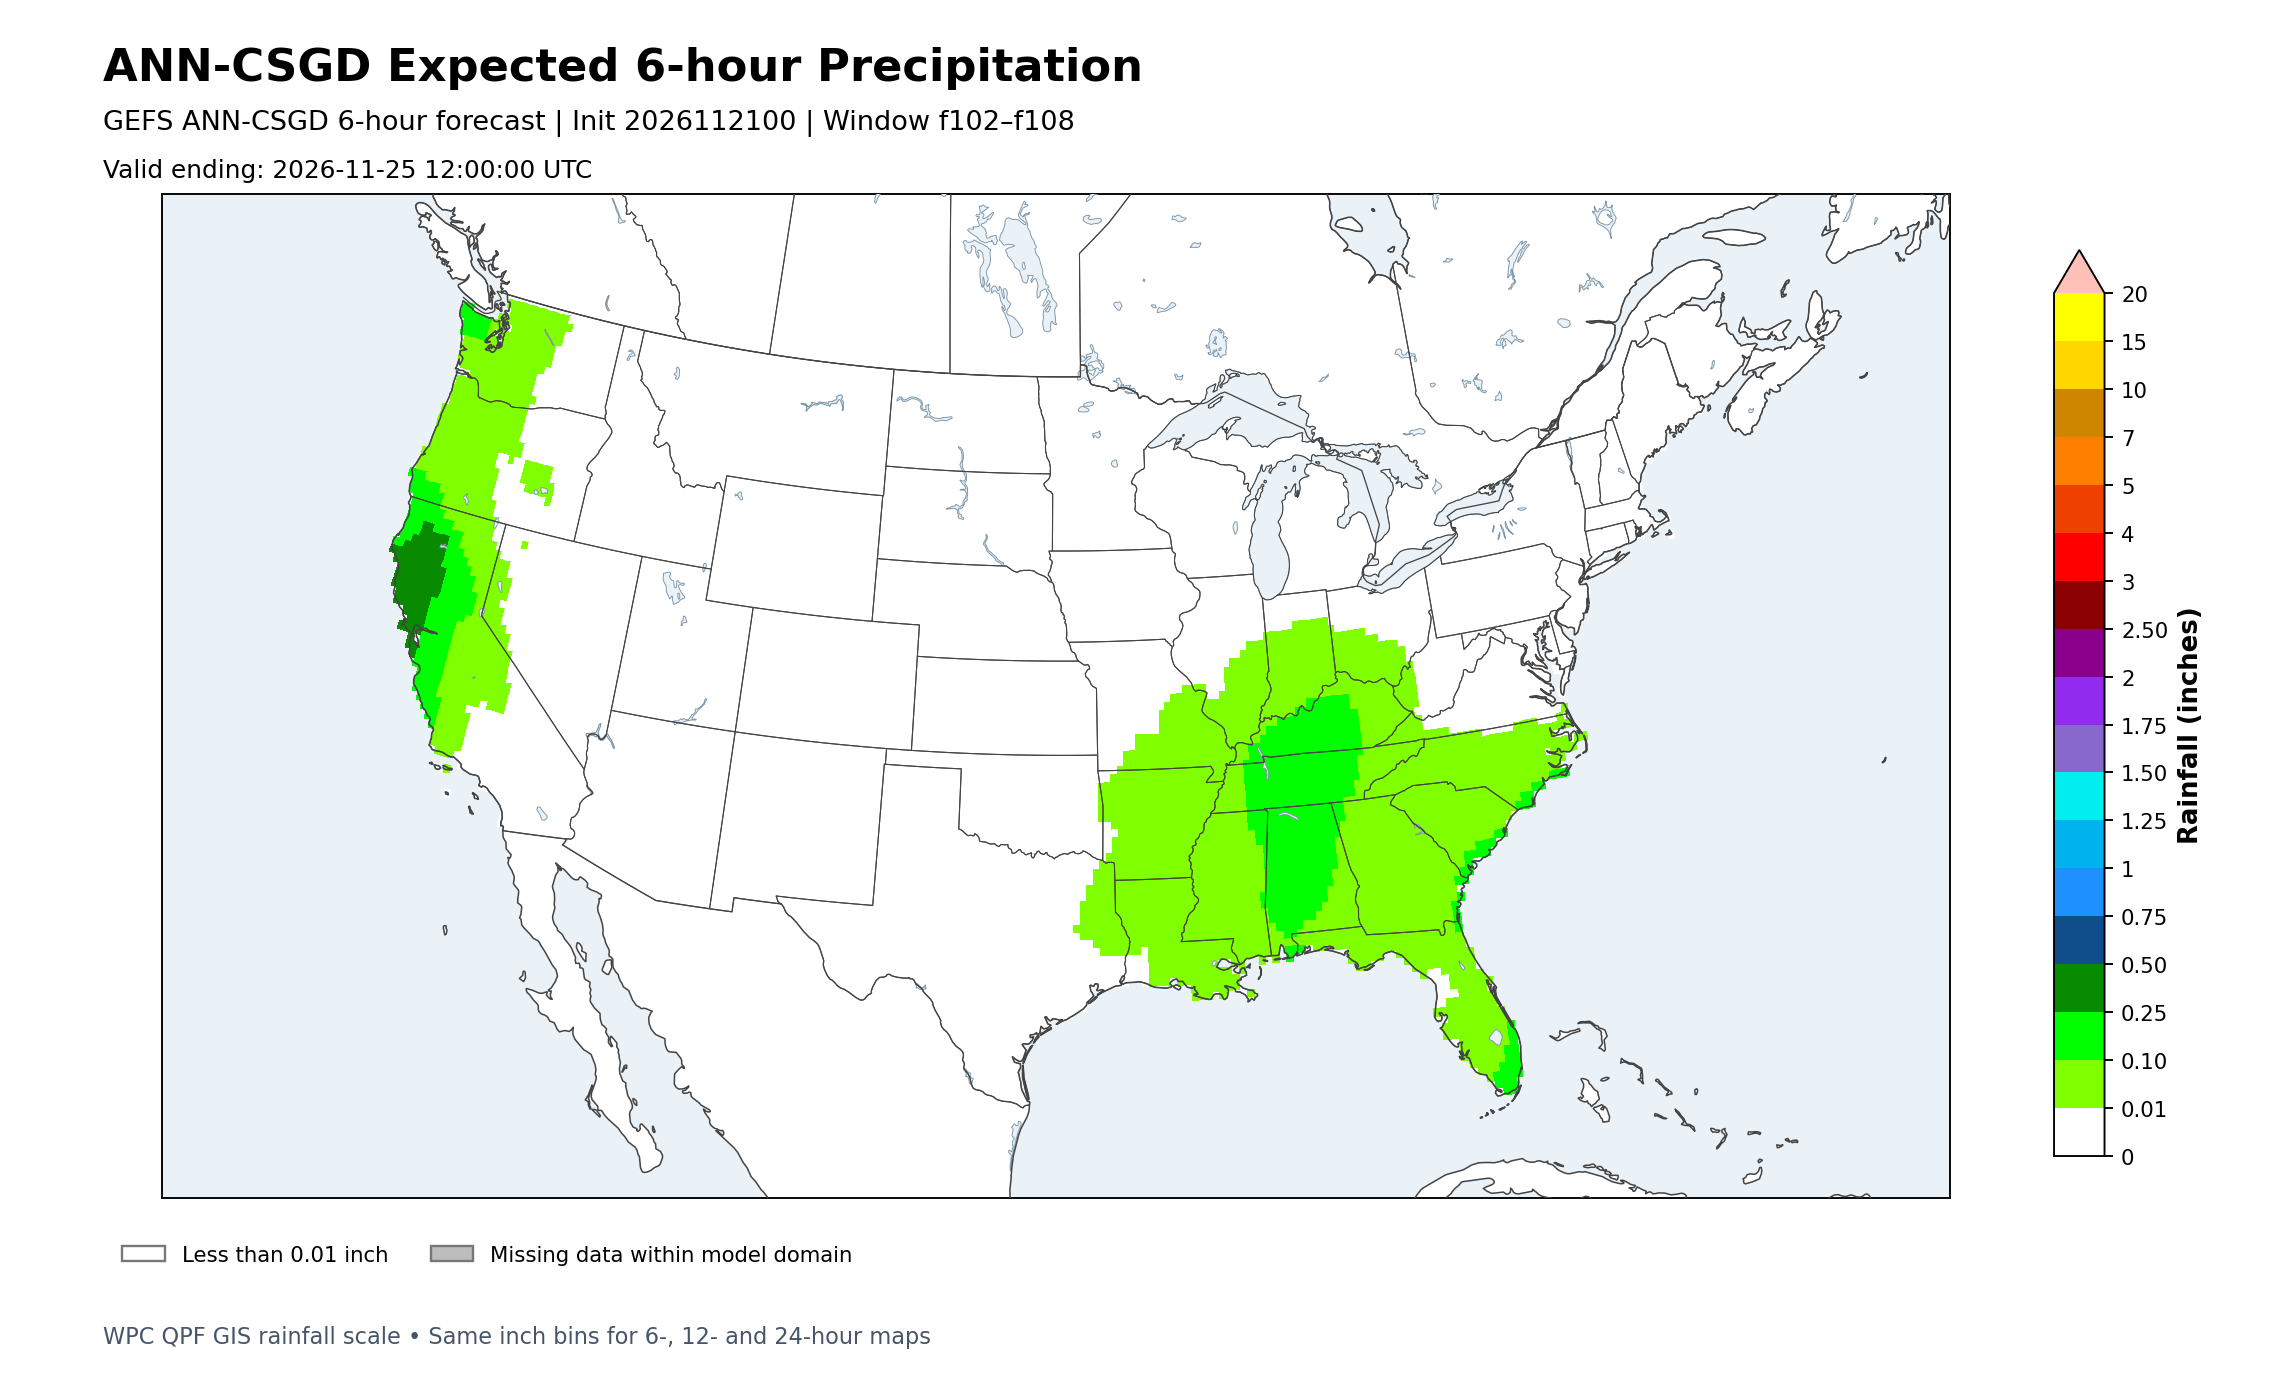 ANN-CSGD Expected 6-hour Precipitation
GEFS ANN-CSGD 6-hour forecast | Init 2026112100 | Window f102–f108
Valid ending: 2026-11-25 12:00:00 UTC
20
15
10
7
5
4
3
2.50
2
1.75
1.50
1.25
1
0.75
0.50
0.25
0.10
0.01
0
Rainfall (inches)
Less than 0.01 inch
Missing data within model domain
WPC QPF GIS rainfall scale • Same inch bins for 6-, 12- and 24-hour maps